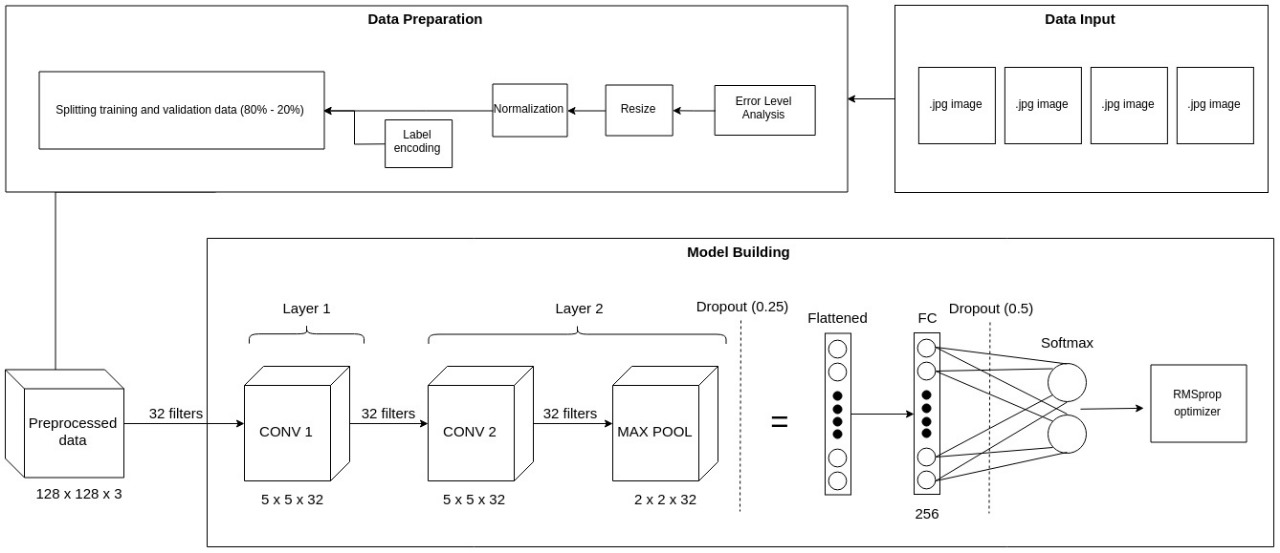 Data Preparation
Data Input
Splitting training and validation data (80% - 20%)
Label
encoding
Normalization
Resize
Error Level
Analysis
.jpg image
.jpg image
.jpg image
.jpg image
Model Building
Layer 1
Layer 2
Dropout (0.25)
Flattened
FC
Dropout (0.5)
Softmax
Preprocessed
data
128 x 128 x 3
32 filters
CONV 1
5 x 5 x 32
32 filters
CONV 2
5 x 5 x 32
32 filters
MAX POOL
2 x 2 x 32
=
256
RMSprop
optimizer